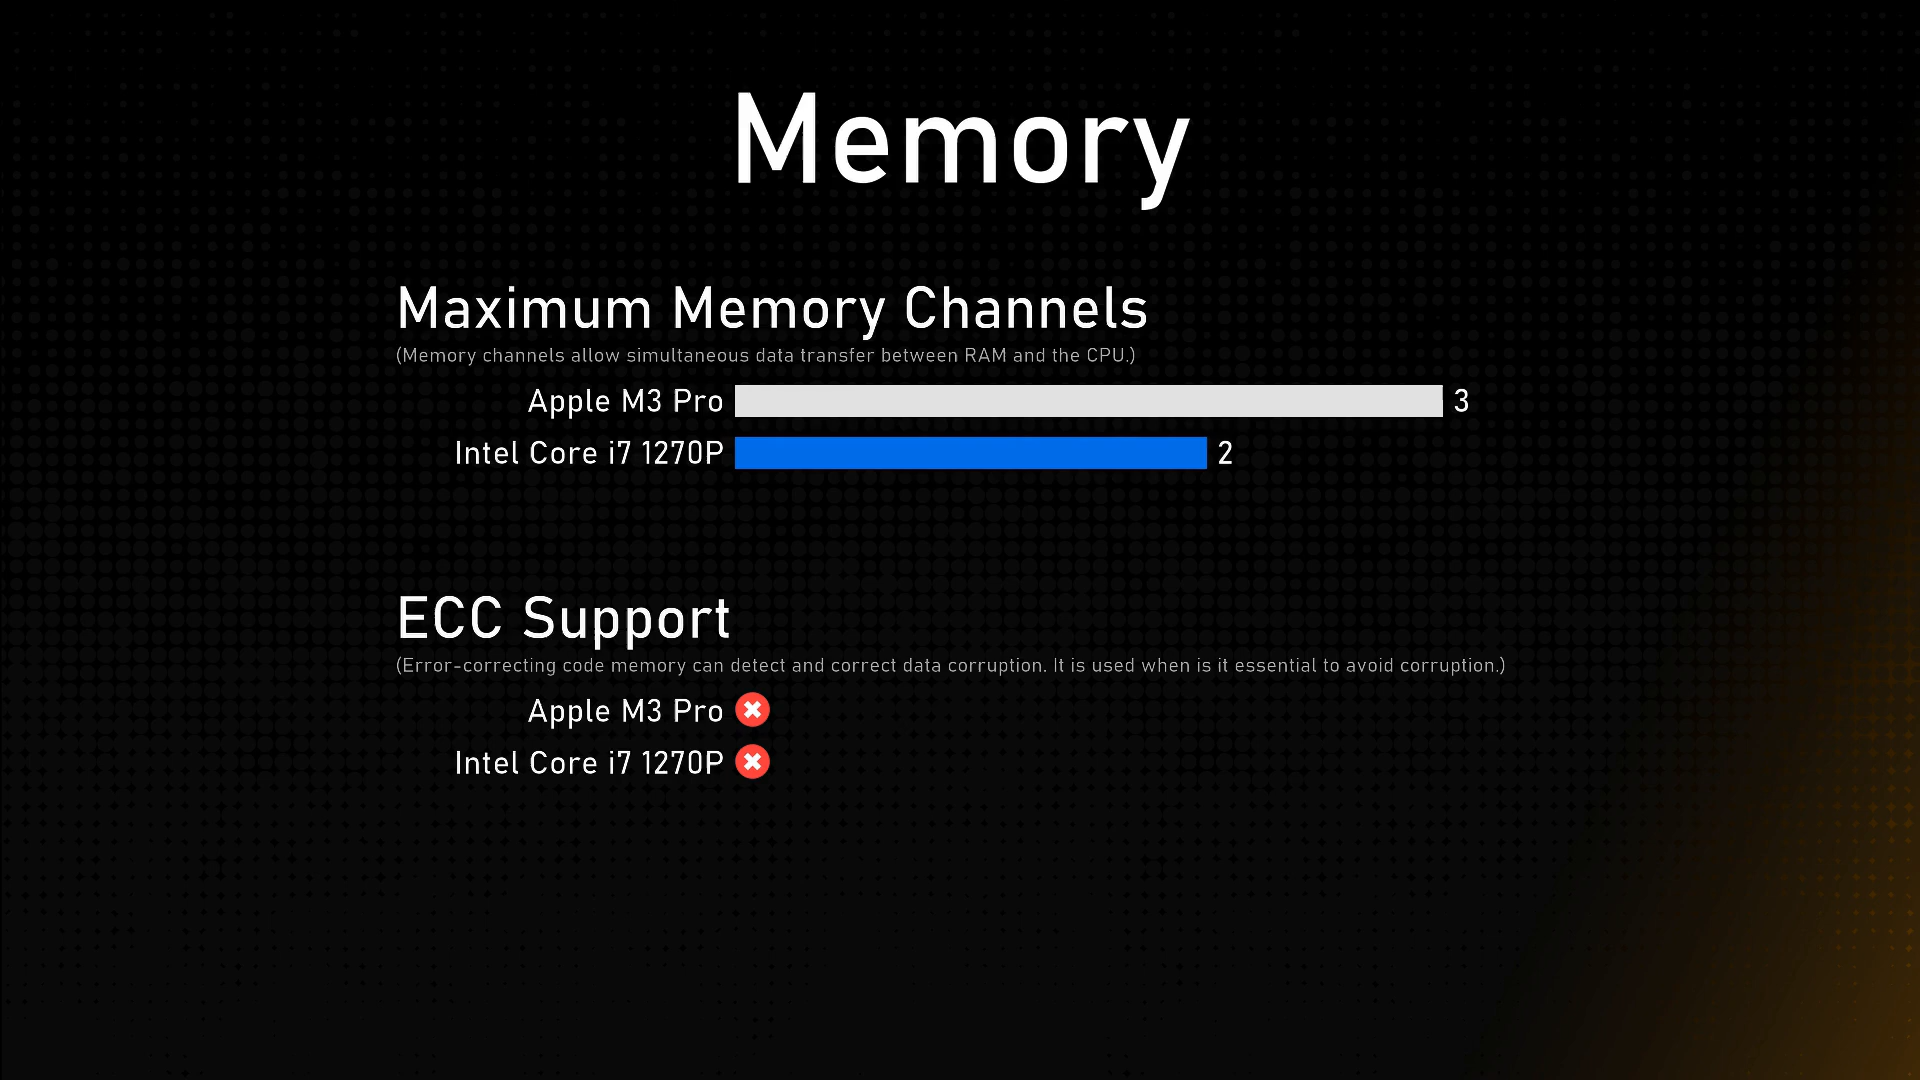 Memory
Maximum Memory Channels
(Memory channels allow simultaneous data transfer between RAM and the CPU.)
Apple M3 Pro 3
Intel Core i7 1270P 2
ECC Support
(Error-correcting code memory can detect and correct data corruption. It is used when is it essential to avoid corruption.)
Apple M3 Pro
Intel Core i7 1270P